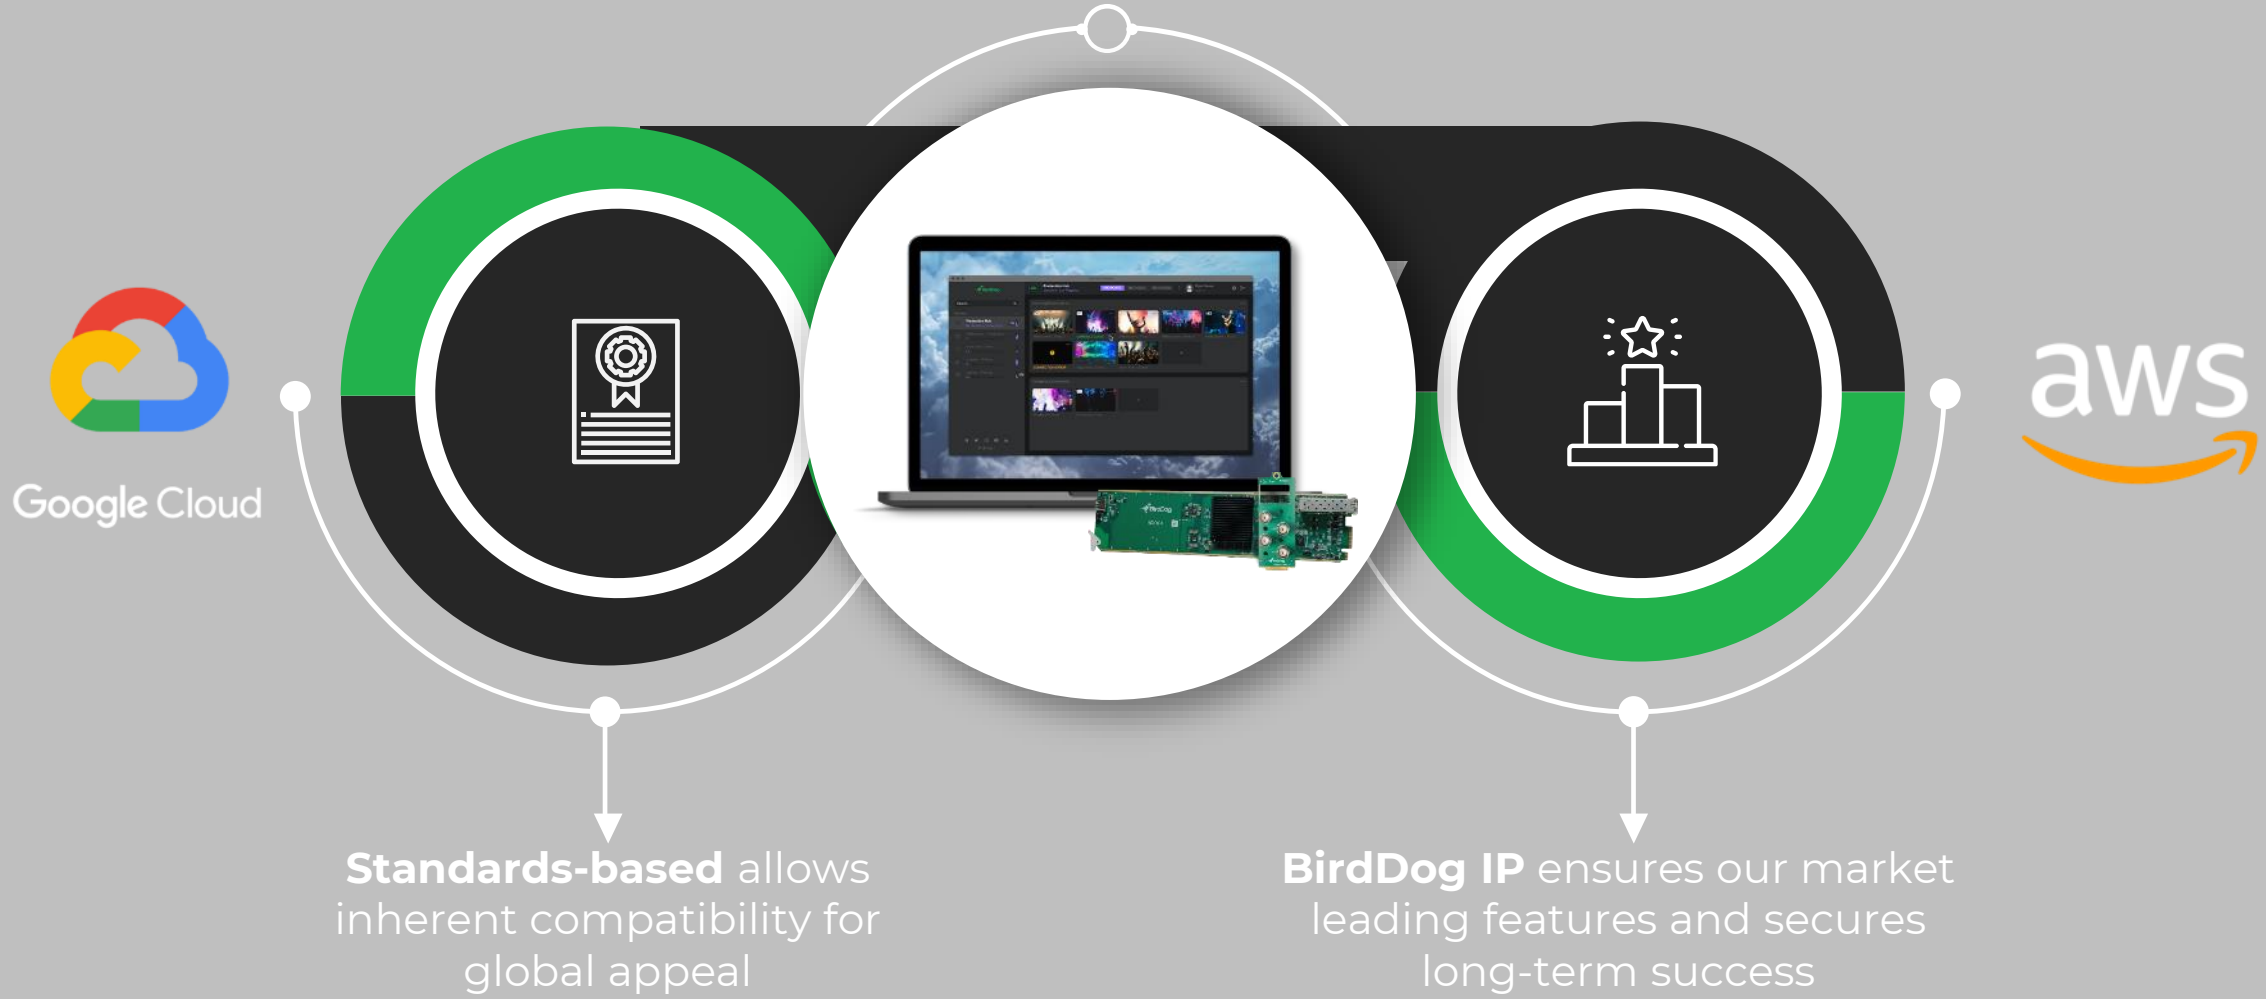 Google Cloud
aws
BirdDog
Standards-based allows
inherent compatibility for
global appeal
BirdDog IP ensures our market
leading features and secures
long-term success